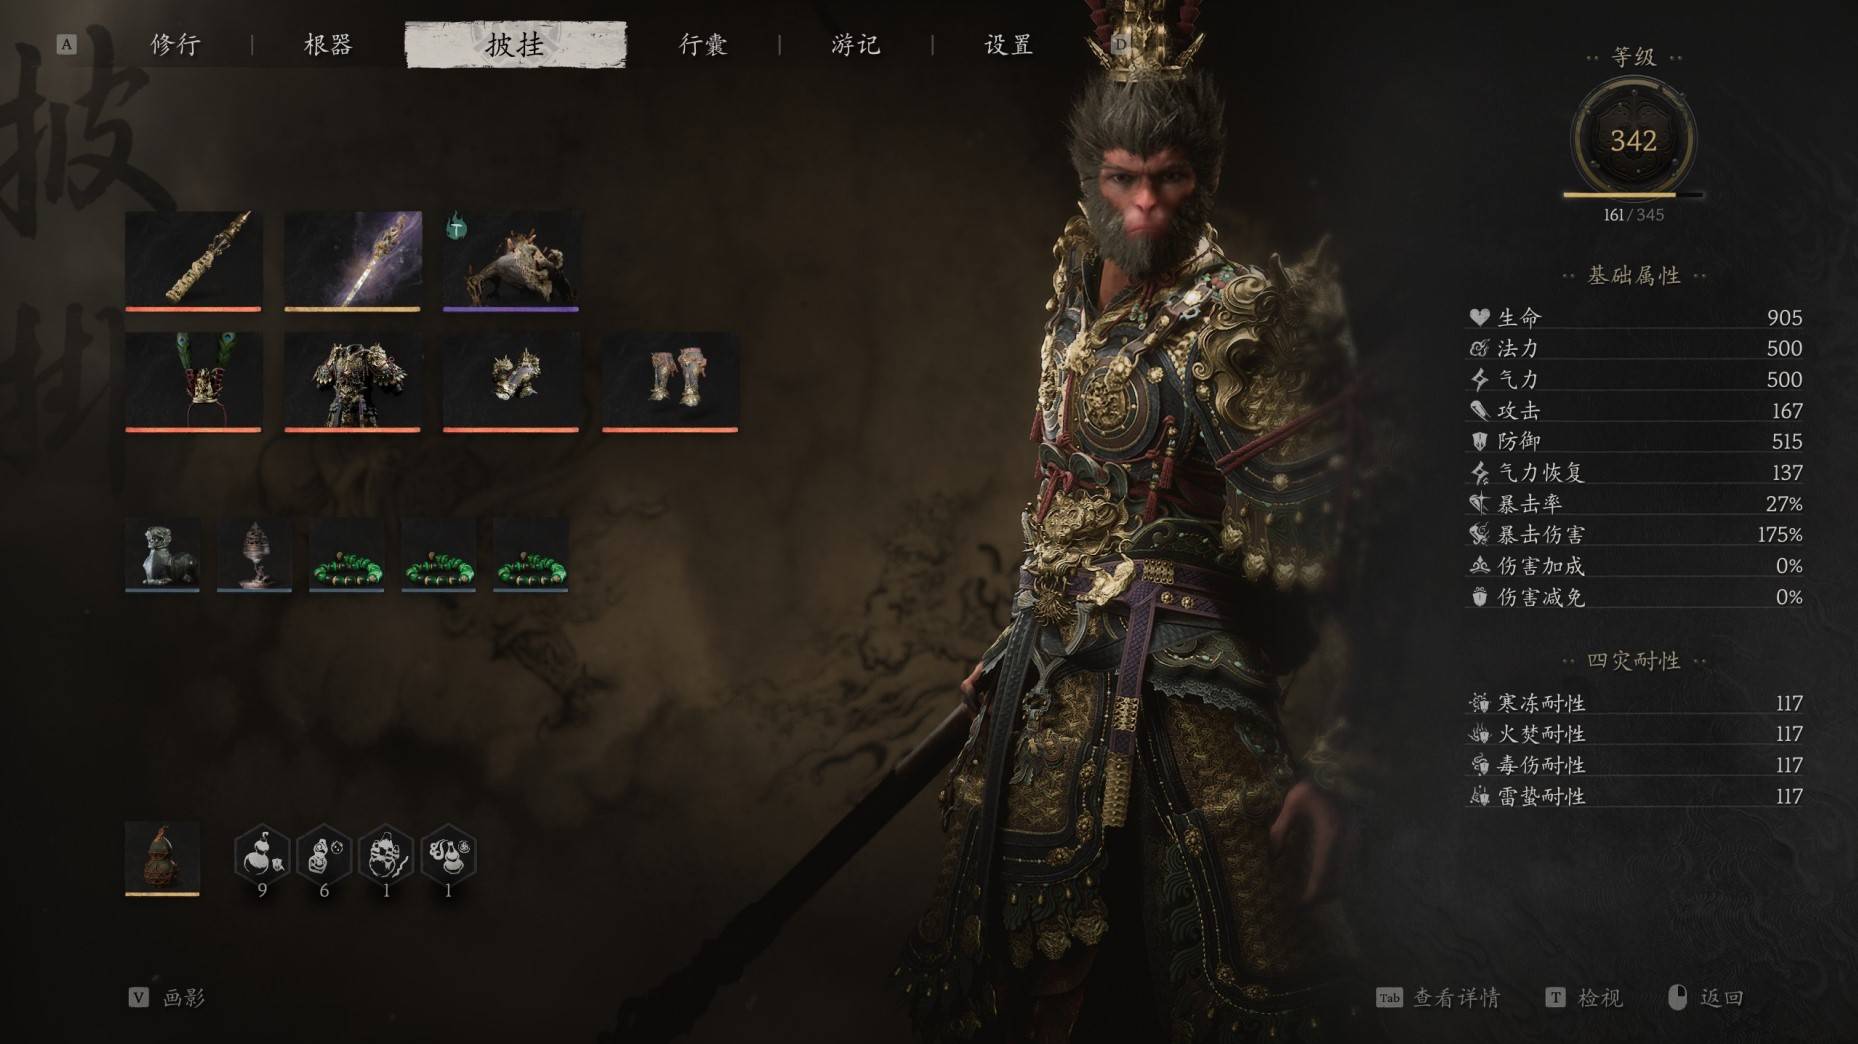 A 修行 | 根器 披挂 行囊 | 游记 | 设置 D
披挂
等级
342
161/345
基础属性
生命 905
法力 500
气力 500
攻击 167
防御 515
气力恢复 137
暴击率 27%
暴击伤害 175%
伤害加成 0%
伤害减免 0%
四灾耐性
寒冻耐性 117
火焚耐性 117
毒伤耐性 117
雷蛰耐性 117
T
9 6 1 1
V 画影
Tab 查看详情 T 检视 返回